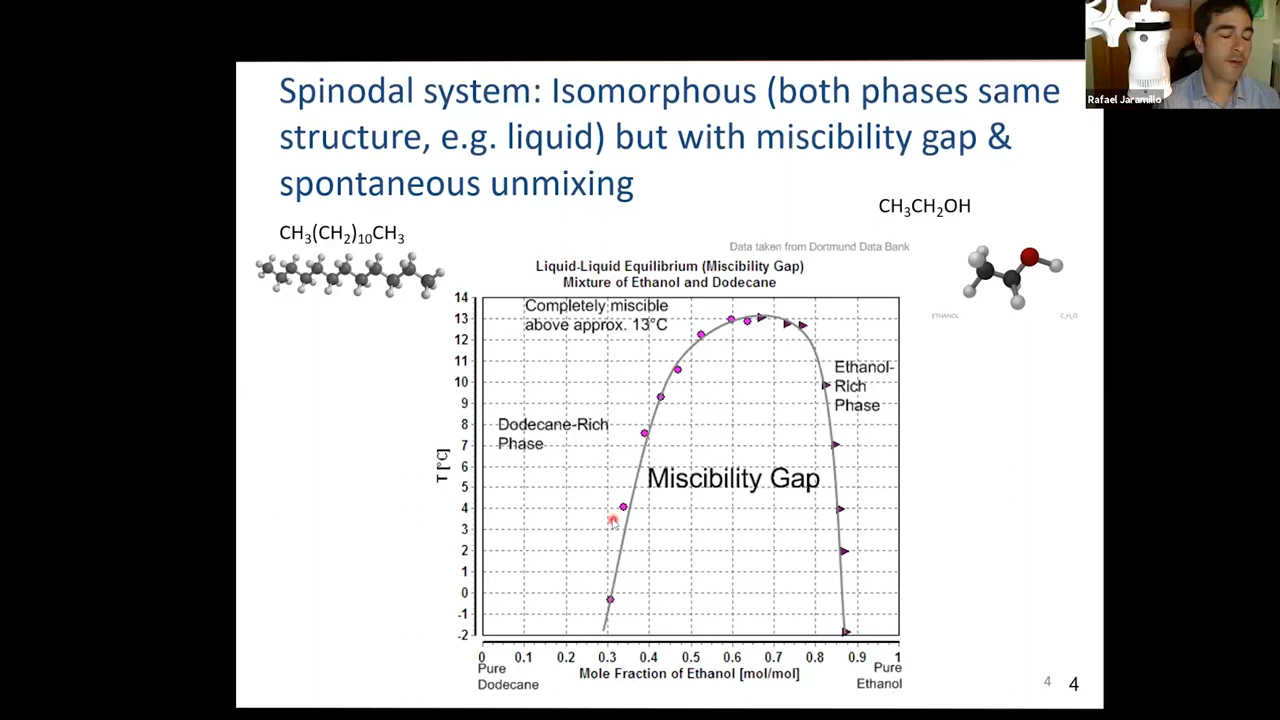 Rafael Jaramillo
Spinodal system: Isomorphous (both phases same
structure, e.g. liquid) but with miscibility gap &
spontaneous unmixing
CH3CH2OH
CH3(CH2)10CH3
Data taken from Dortmund Data Bank
Liquid-Liquid Equilibrium (Miscibility Gap)
Mixture of Ethanol and Dodecane
ETHANOL
C2H6O
Completely miscible
above approx. 13°C
Ethanol-
Rich
Phase
Dodecane-Rich
Phase
Miscibility Gap
T [°C]
14
13
12
11
10
9
8
7
6
5
4
3
2
1
0
-1
-2
0 0.1 0.2 0.3 0.4 0.5 0.6 0.7 0.8 0.9 1
Pure
Dodecane
Mole Fraction of Ethanol [mol/mol]
Pure
Ethanol
4 4